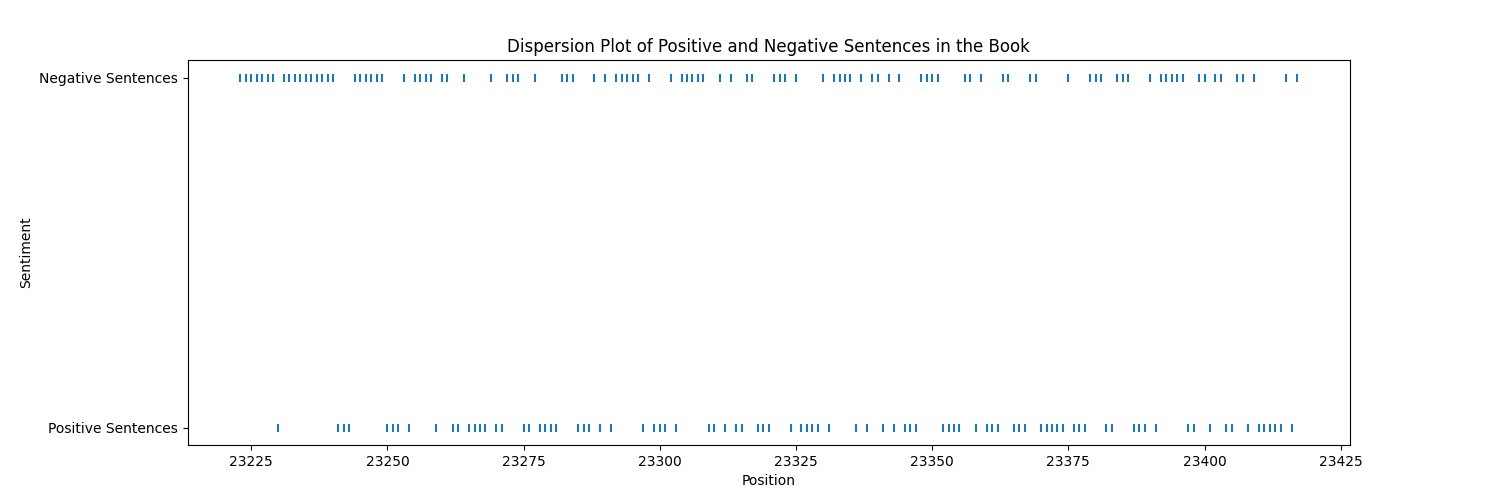 Dispersion Plot of Positive and Negative Sentences in the Book
Negative Sentences
Sentiment
Positive Sentences
23225 23250 23275 23300 23325 23350 23375 23400 23425
Position